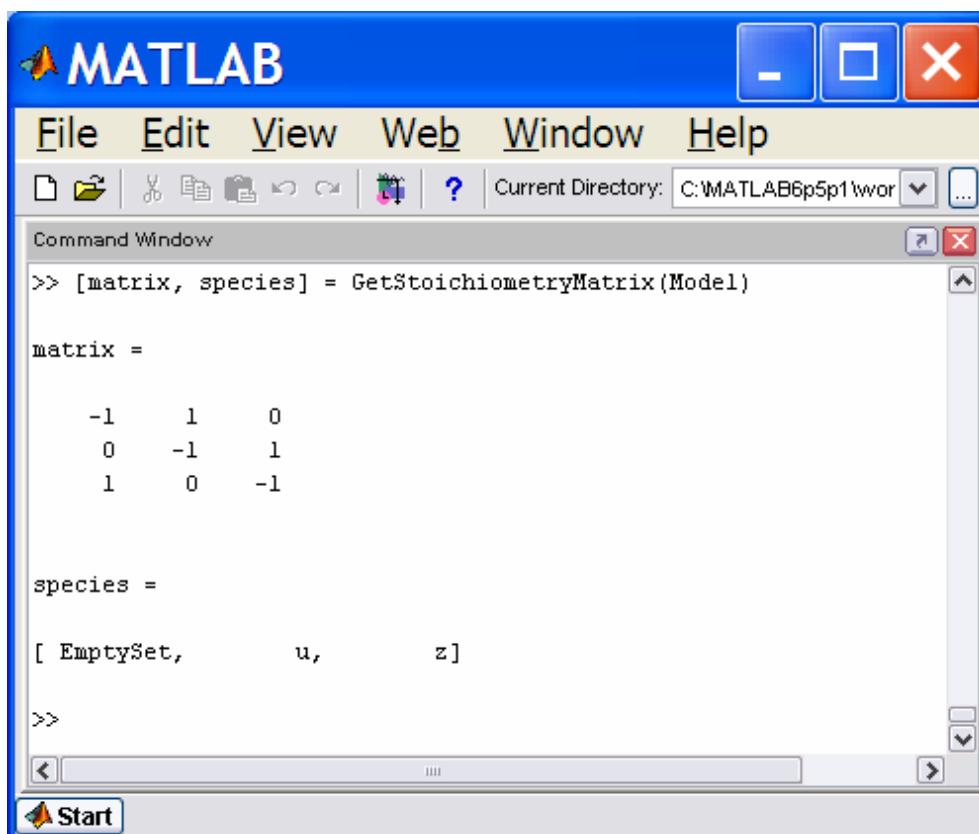 MATLAB
File Edit View Web Window Help
? Current Directory: C:\MATLAB6p5p1\wor ...
Command Window
>> [matrix, species] = GetStoichiometryMatrix(Model)
matrix =
-1 1 0
0 -1 1
1 0 -1
species =
[ EmptySet, u, z]
>>
Start